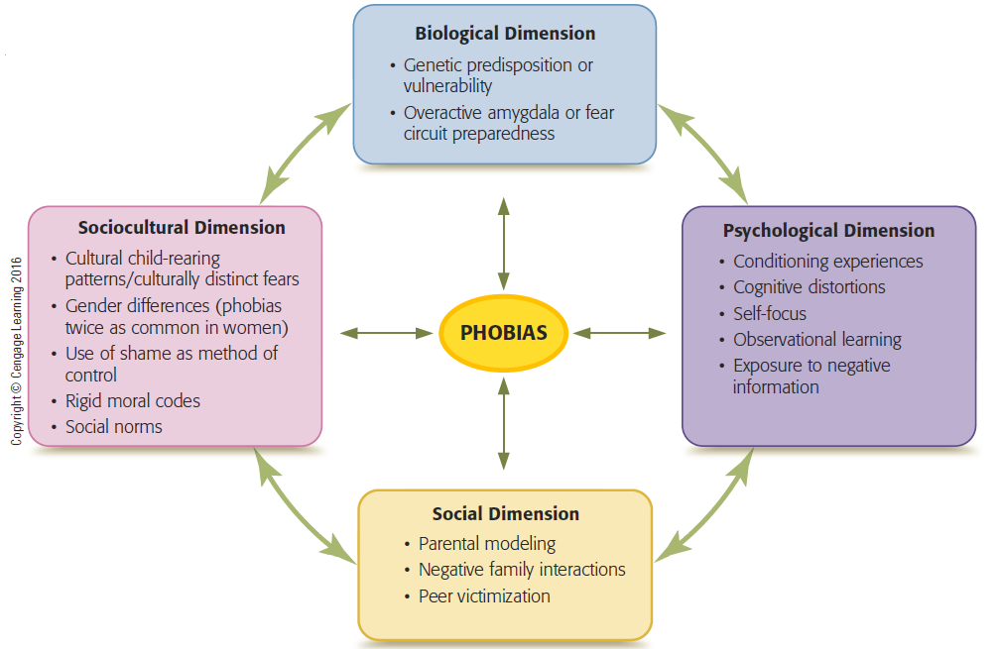 Biological Dimension
• Genetic predisposition or
vulnerability
• Overactive amygdala or fear
circuit preparedness
Sociocultural Dimension
• Cultural child-rearing
patterns/culturally distinct fears
• Gender differences (phobias
twice as common in women)
• Use of shame as method of
control
• Rigid moral codes
• Social norms
PHOBIAS
Psychological Dimension
• Conditioning experiences
• Cognitive distortions
• Self-focus
• Observational learning
• Exposure to negative
information
Social Dimension
• Parental modeling
• Negative family interactions
• Peer victimization
Copyright © Cengage Learning 2016